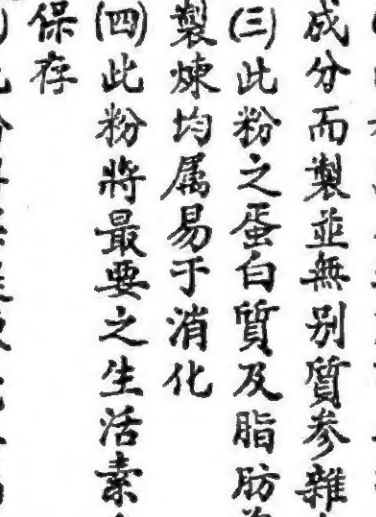 成分而製並無别質参雜
(三)此粉之蛋白質及脂肪
製煉均属易于消化
(四)此粉將最要之生活素
保存